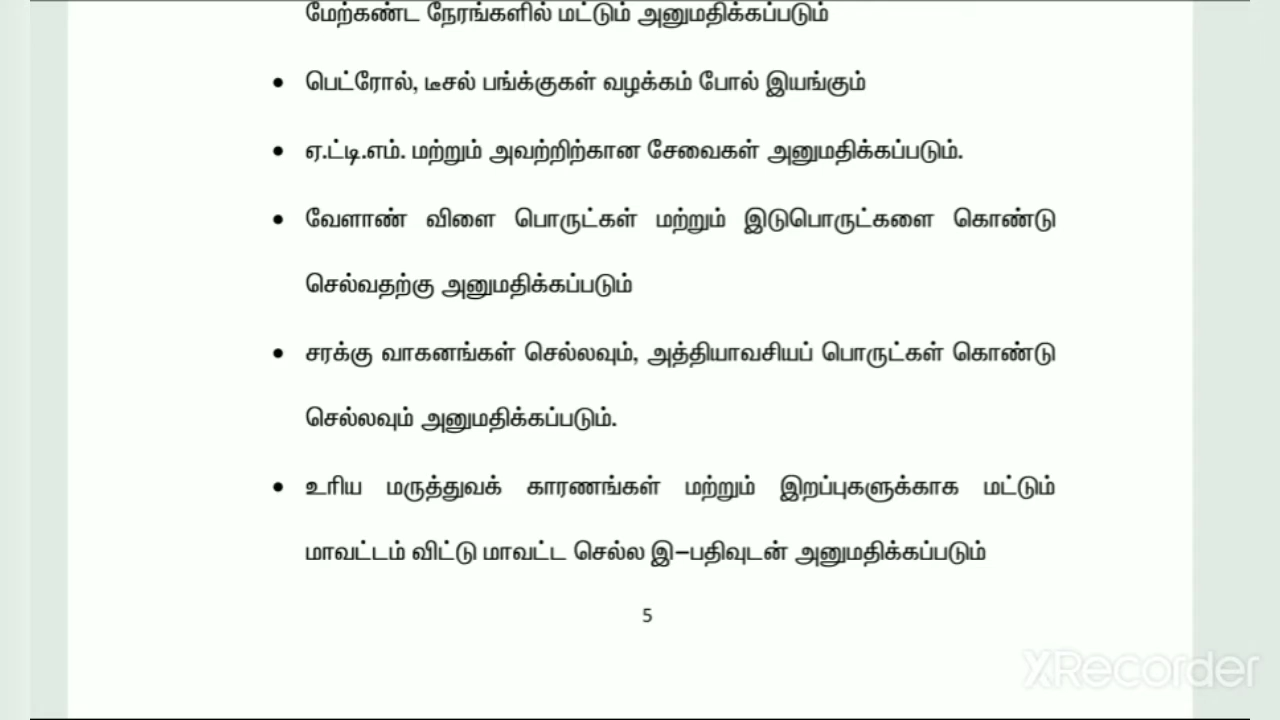 மேற்கண்ட நேரங்களில் மட்டும் அனுமதிக்கப்படும்
• பெட்ரோல், டீசல் பங்க்குகள் வழக்கம் போல் இயங்கும்
• ஏ.ட்டி.எம். மற்றும் அவற்றிற்கான சேவைகள் அனுமதிக்கப்படும்.
• வேளாண் விளை பொருட்கள் மற்றும் இடுபொருட்களை கொண்டு
செல்வதற்கு அனுமதிக்கப்படும்
• சரக்கு வாகனங்கள் செல்லவும், அத்தியாவசியப் பொருட்கள் கொண்டு
செல்லவும் அனுமதிக்கப்படும்.
• உரிய மருத்துவக் காரணங்கள் மற்றும் இறப்புகளுக்காக மட்டும்
மாவட்டம் விட்டு மாவட்ட செல்ல இ–பதிவுடன் அனுமதிக்கப்படும்
5
XRecorder